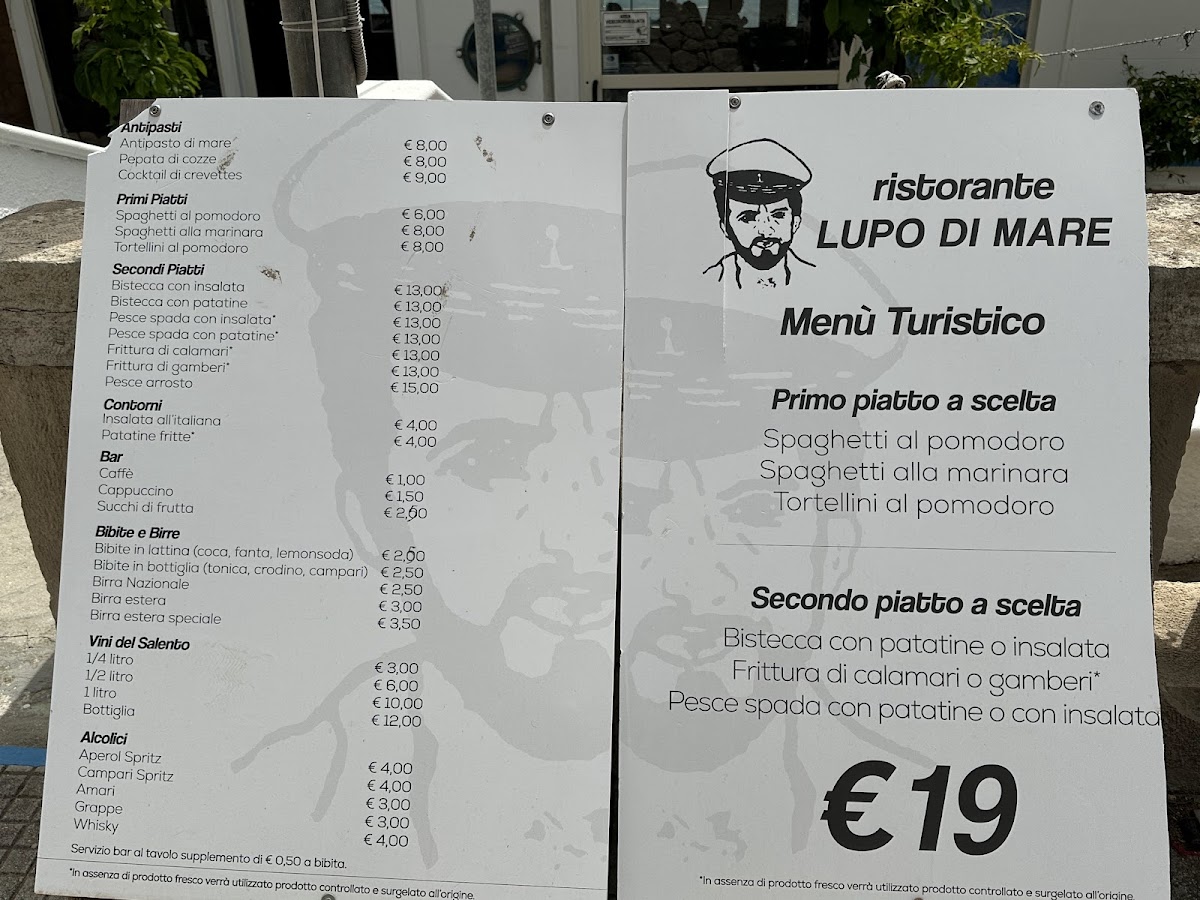 Antipasti
Antipasto di mare € 8,00
Pepata di cozze € 8,00
Cocktail di crevettes € 9,00
Primi Piatti
Spaghetti al pomodoro € 6,00
Spaghetti alla marinara € 8,00
Tortellini al pomodoro € 8,00
Secondi Piatti
Bistecca con insalata € 13,00
Bistecca con patatine € 13,00
Pesce spada con insalata* € 13,00
Pesce spada con patatine* € 13,00
Frittura di calamari* € 13,00
Frittura di gamberi* € 13,00
Pesce arrosto € 15,00
Contorni
Insalata all'italiana € 4,00
Patatine fritte* € 4,00
Bar
Caffè € 1,00
Cappuccino € 1,50
Succhi di frutta € 2,50
Bibite e Birre
Bibite in lattina (coca, fanta, lemonsoda) € 2,50
Bibite in bottiglia (tonica, crodino, campari) € 2,50
Birra Nazionale € 2,50
Birra estera € 3,00
Birra estera speciale € 3,50
Vini del Salento
1/4 litro € 3,00
1/2 litro € 6,00
1 litro € 10,00
Bottiglia € 12,00
Alcolici
Aperol Spritz € 4,00
Campari Spritz € 4,00
Amari € 3,00
Grappe € 3,00
Whisky € 4,00
Servizio bar al tavolo supplemento di € 0,50 a bibita.
*In assenza di prodotto fresco verrà utilizzato prodotto controllato e surgelato all'origine.
ristorante
LUPO DI MARE
Menù Turistico
Primo piatto a scelta
Spaghetti al pomodoro
Spaghetti alla marinara
Tortellini al pomodoro
Secondo piatto a scelta
Bistecca con patatine o insalata
Frittura di calamari o gamberi*
Pesce spada con patatine o con insalata
€ 19
*In assenza di prodotto fresco verrà utilizzato prodotto controllato e surgelato all'origine.